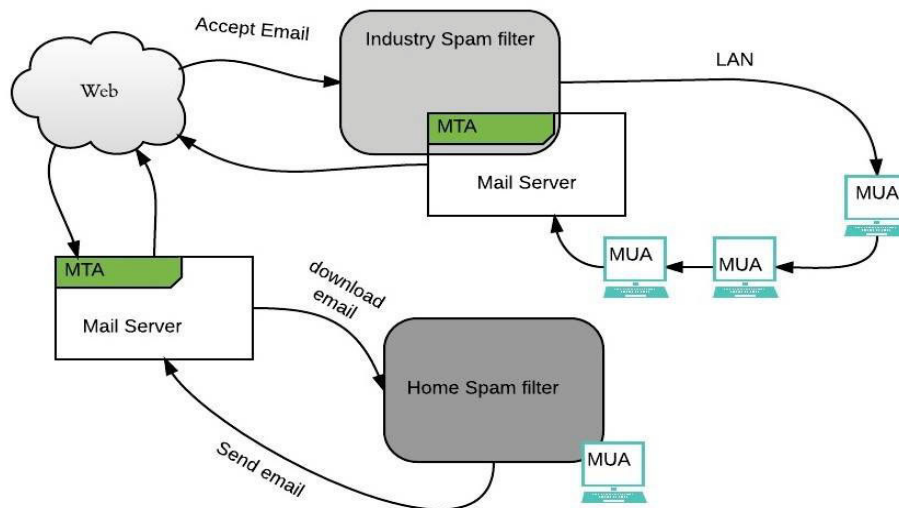 Accept Email
Industry Spam filter
LAN
Web
MTA
Mail Server
MUA
MUA
MUA
MTA
Mail Server
download
email
Home Spam filter
Send email
MUA